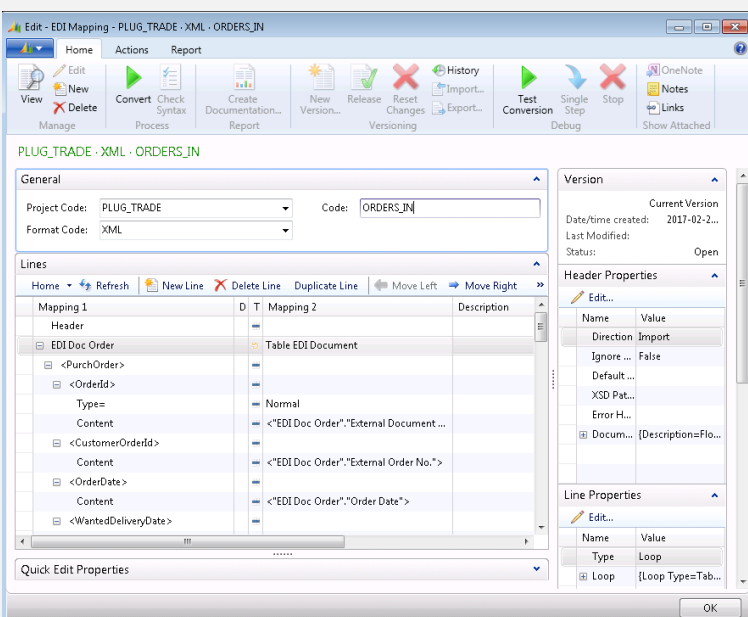 Edit - EDI Mapping - PLUG_TRADE · XML · ORDERS_IN
Home Actions Report
View
Edit
New
Delete
Manage
Convert
Check Syntax
Process
Create Documentation...
Report
New Version...
Release
Reset Changes
History
Import...
Export...
Versioning
Test Conversion
Single Step
Stop
Debug
OneNote
Notes
Links
Show Attached
PLUG_TRADE · XML · ORDERS_IN
General
Project Code: PLUG_TRADE Code: ORDERS_IN
Format Code: XML
Lines
Home Refresh New Line Delete Line Duplicate Line Move Left Move Right »
Mapping 1 D T Mapping 2 Description
Header
EDI Doc Order Table EDI Document
<PurchOrder>
<OrderId>
Type= Normal
Content <"EDI Doc Order"."External Document ...
<CustomerOrderId>
Content <"EDI Doc Order"."External Order No.">
<OrderDate>
Content <"EDI Doc Order"."Order Date">
<WantedDeliveryDate>
Quick Edit Properties
Version
Current Version
Date/time created: 2017-02-2...
Last Modified:
Status: Open
Header Properties
Edit...
Name Value
Direction Import
Ignore ... False
Default ...
XSD Pat...
Error H...
Docum... {Description=Flo...
Line Properties
Edit...
Name Value
Type Loop
Loop {Loop Type=Tab...
OK